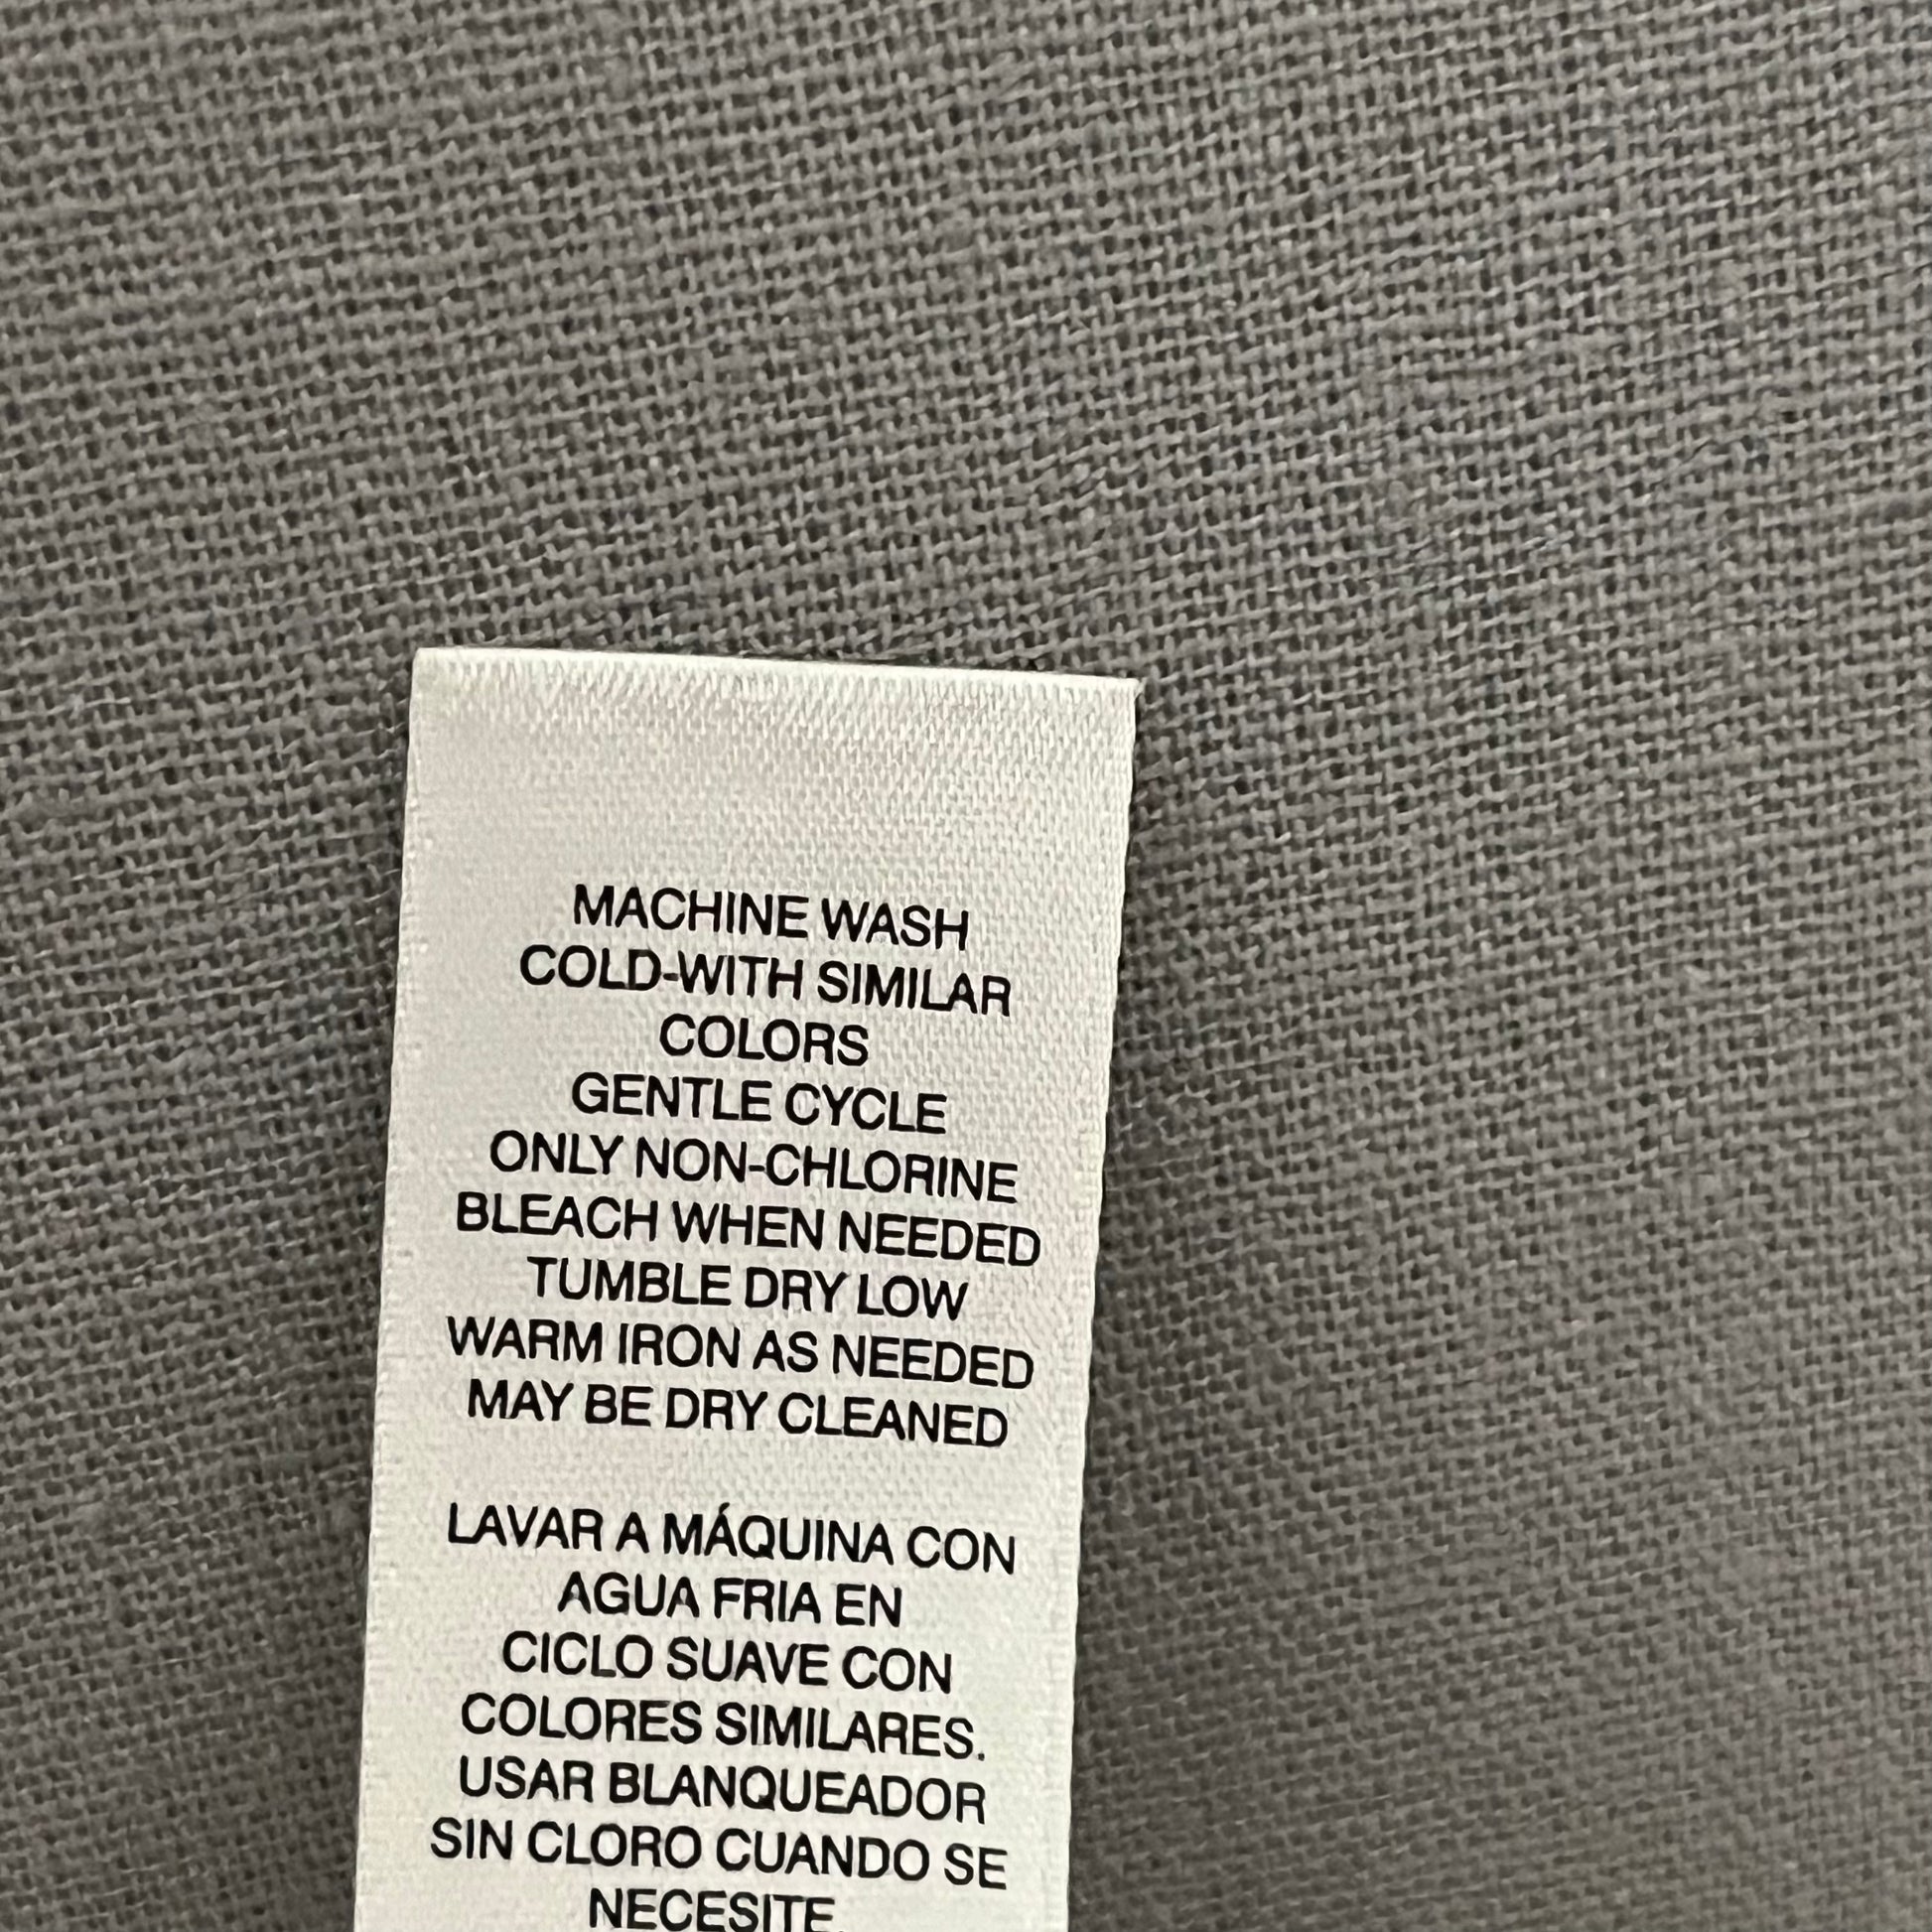 MACHINE WASH
COLD-WITH SIMILAR
COLORS
GENTLE CYCLE
ONLY NON-CHLORINE
BLEACH WHEN NEEDED
TUMBLE DRY LOW
WARM IRON AS NEEDED
MAY BE DRY CLEANED
LAVAR A MÁQUINA CON
AGUA FRIA EN
CICLO SUAVE CON
COLORES SIMILARES.
USAR BLANQUEADOR
SIN CLORO CUANDO SE
NECESITE.